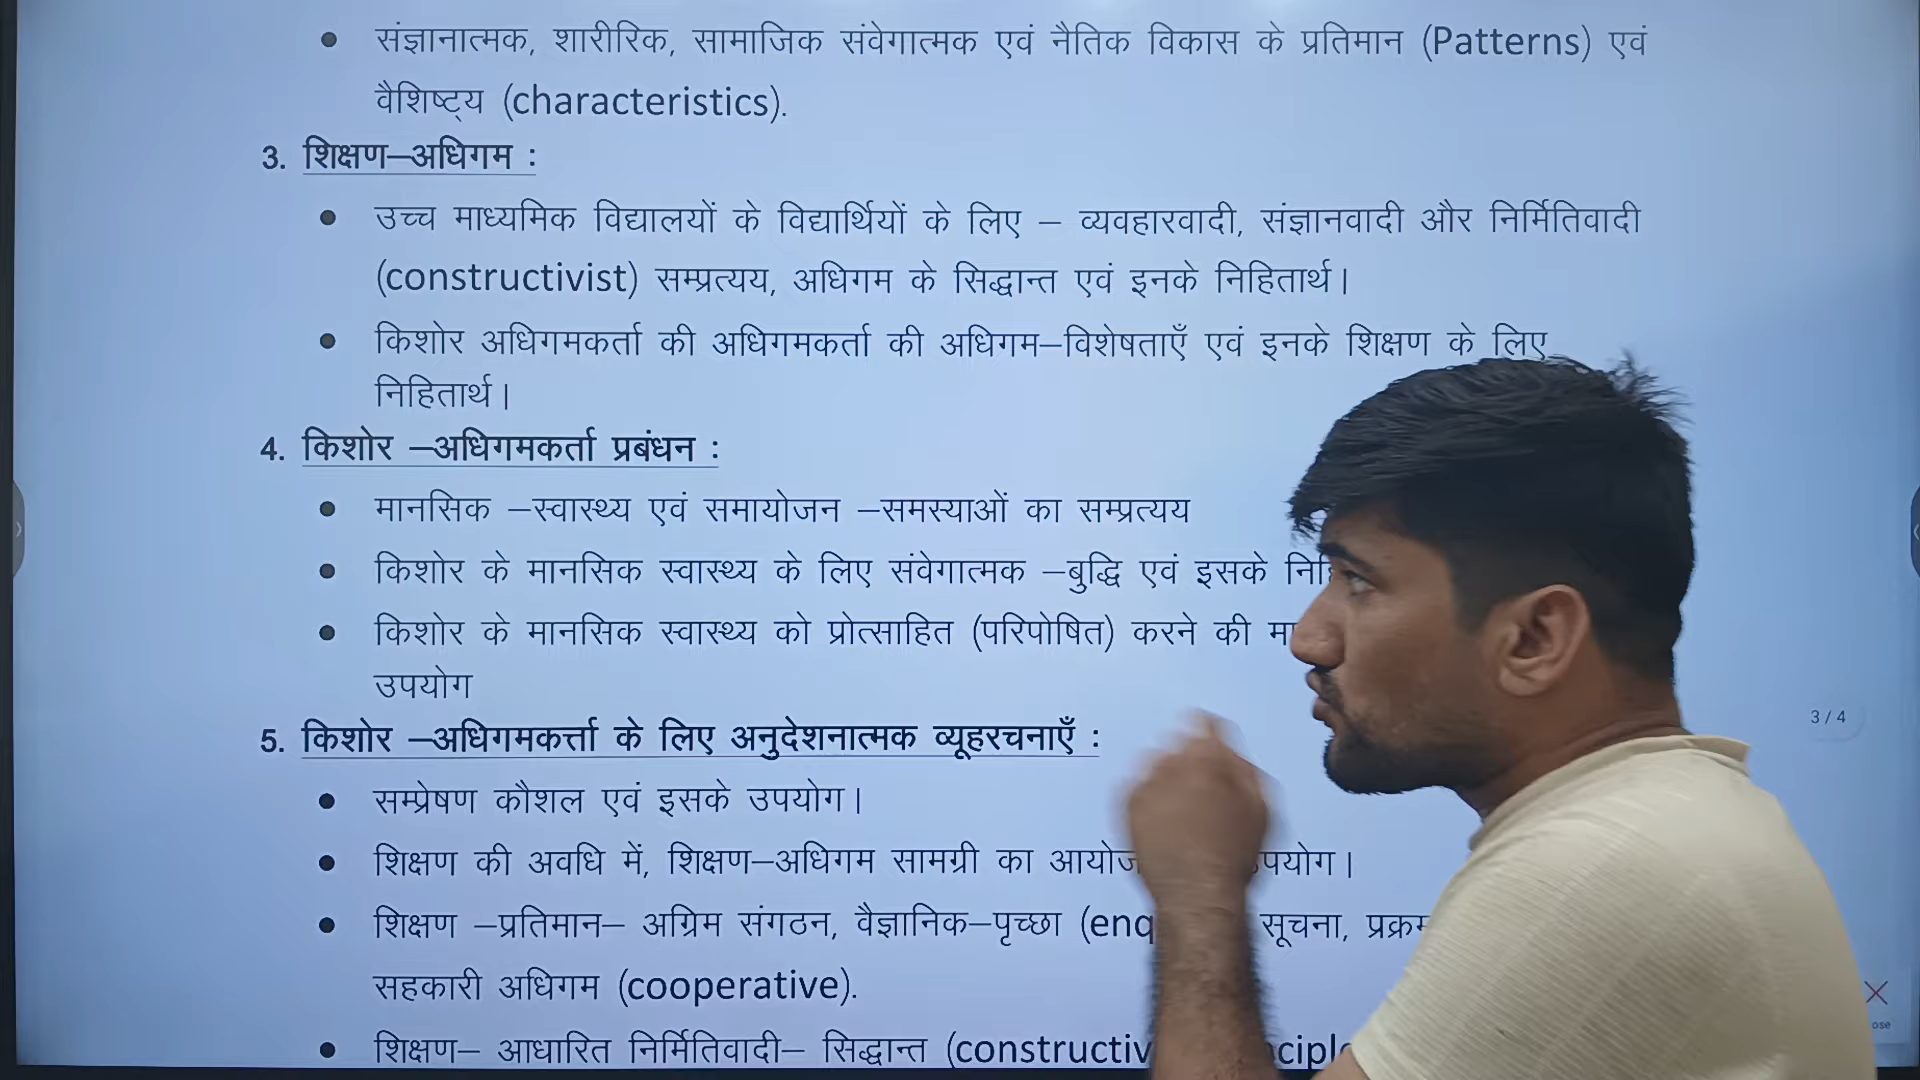 ● संज्ञानात्मक, शारीरिक, सामाजिक संवेगात्मक एवं नैतिक विकास के प्रतिमान (Patterns) एवं
वैशिष्ट्य (characteristics).
3. शिक्षण–अधिगम :
● उच्च माध्यमिक विद्यालयों के विद्यार्थियों के लिए – व्यवहारवादी, संज्ञानवादी और निर्मितिवादी
(constructivist) सम्प्रत्यय, अधिगम के सिद्धान्त एवं इनके निहितार्थ।
● किशोर अधिगमकर्ता की अधिगमकर्ता की अधिगम–विशेषताएँ एवं इनके शिक्षण के लिए
निहितार्थ।
4. किशोर –अधिगमकर्ता प्रबंधन :
● मानसिक –स्वास्थ्य एवं समायोजन –समस्याओं का सम्प्रत्यय
● किशोर के मानसिक स्वास्थ्य के लिए संवेगात्मक –बुद्धि एवं इसके
● किशोर के मानसिक स्वास्थ्य को प्रोत्साहित (परिपोषित) करने की
उपयोग
3 / 4
5. किशोर –अधिगमकर्त्ता के लिए अनुदेशनात्मक व्यूहरचनाएँ :
● सम्प्रेषण कौशल एवं इसके उपयोग।
● शिक्षण की अवधि में, शिक्षण–अधिगम सामग्री का
● शिक्षण –प्रतिमान– अग्रिम संगठन, वैज्ञानिक–पृच्छा सूचना,
सहकारी अधिगम (cooperative).
● शिक्षण– आधारित निर्मितिवादी– सिद्धान्त